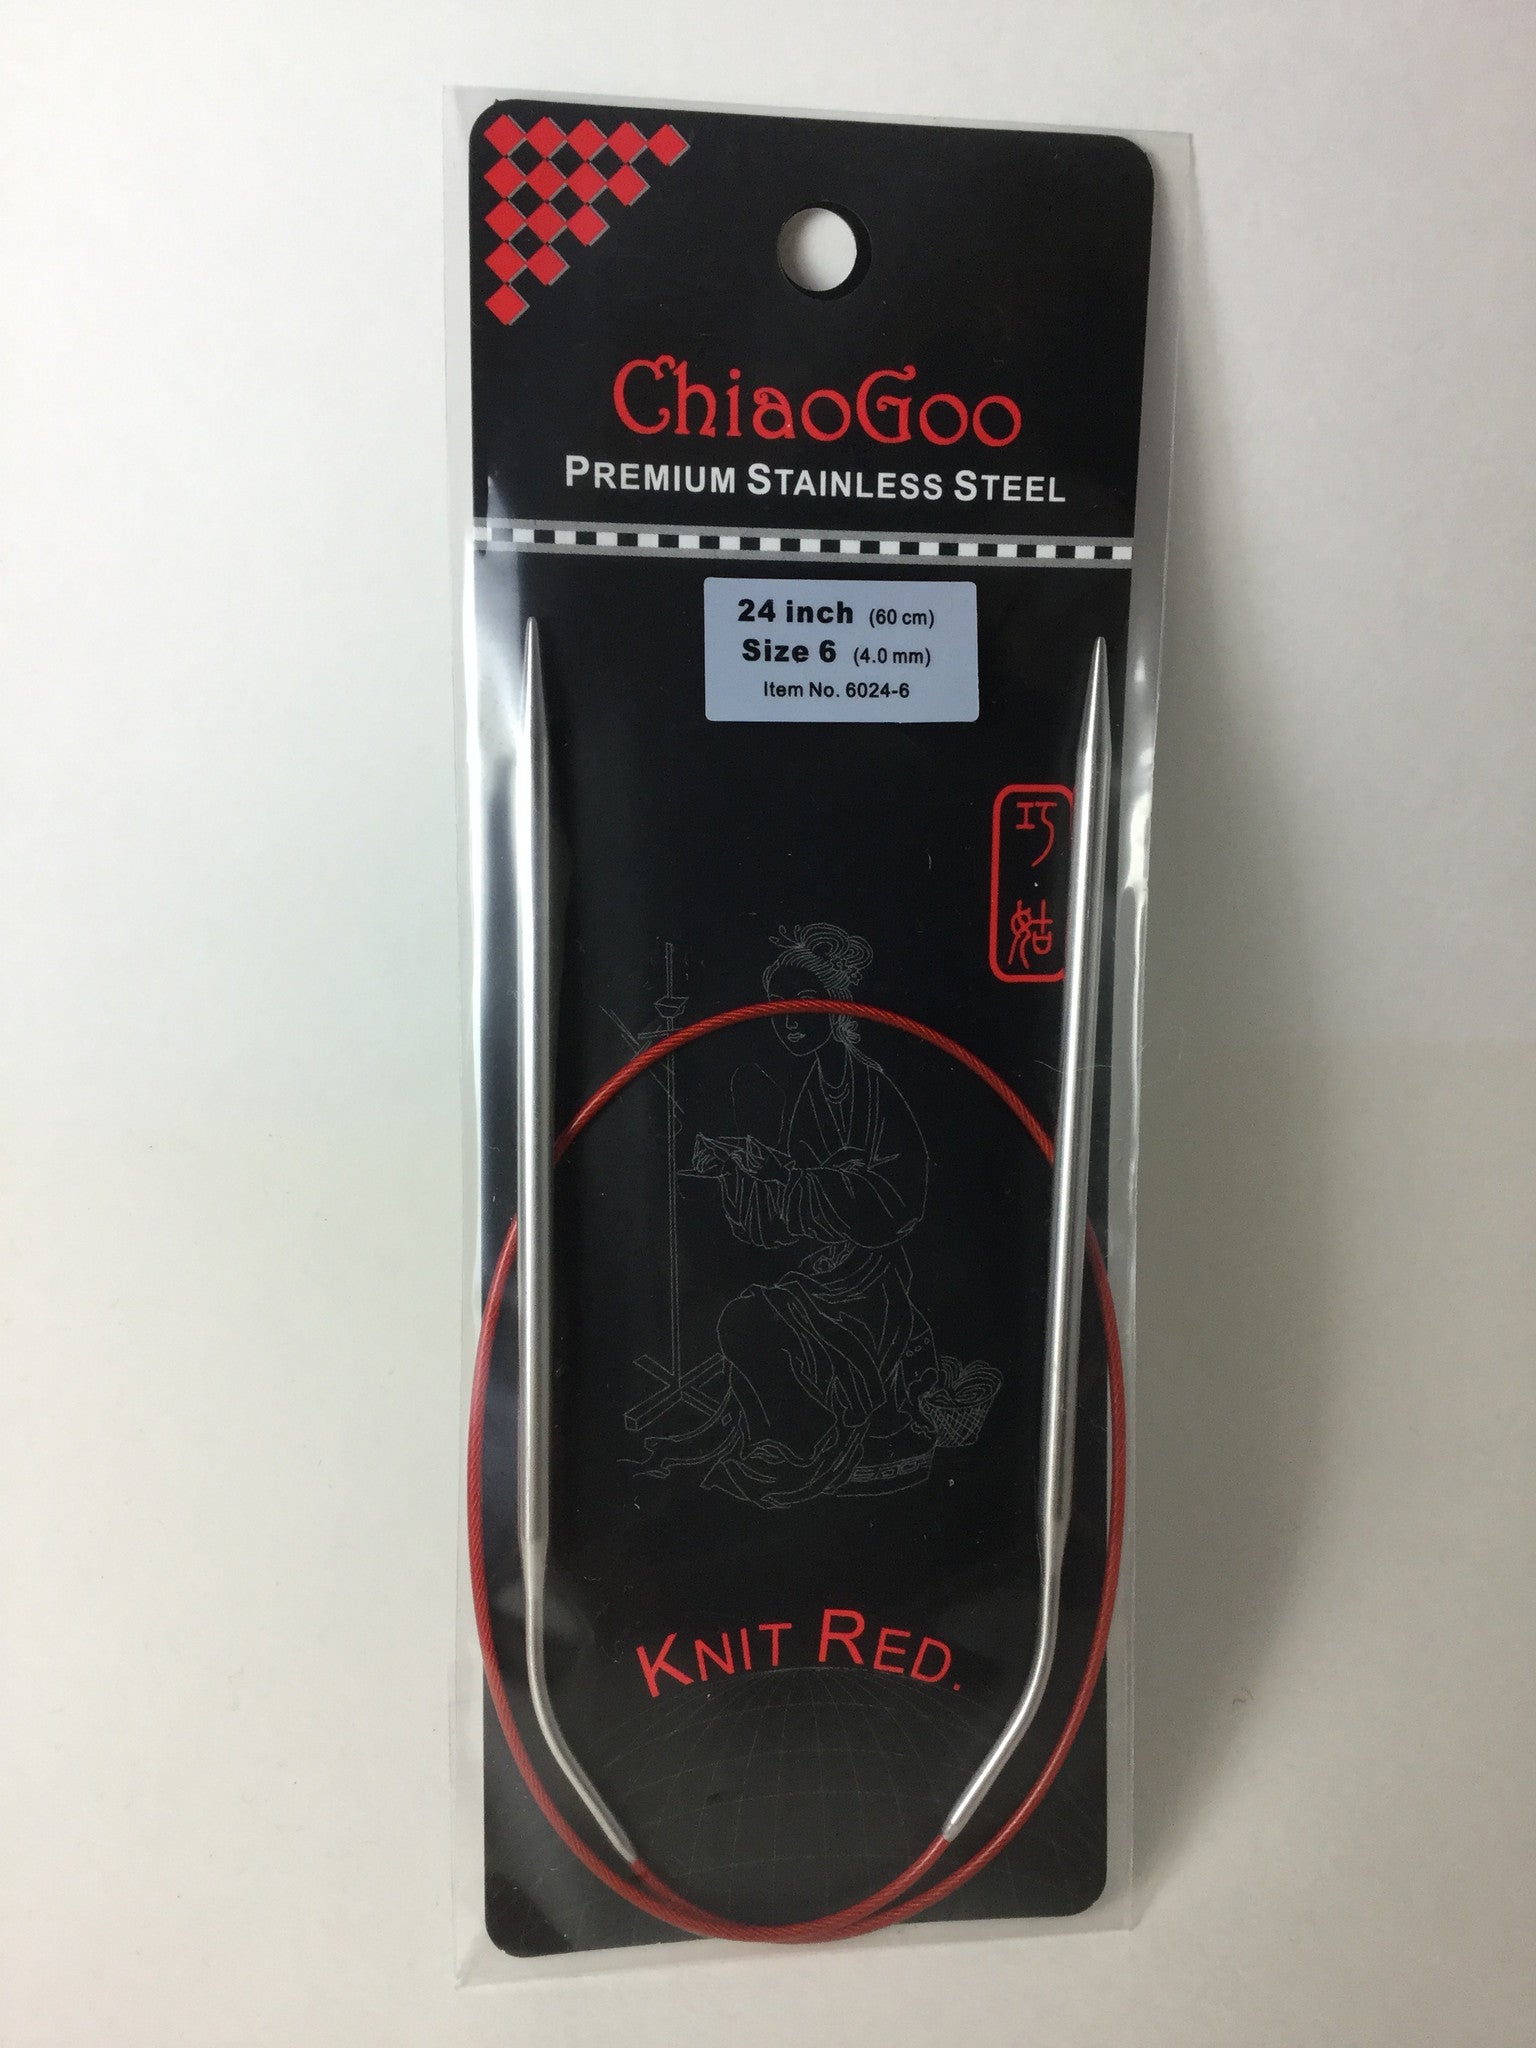 ChiaoGoo
PREMIUM STAINLESS STEEL
24 inch (60 cm)
Size 6 (4.0 mm)
Item No. 6024-6
巧
姑
KNIT RED.